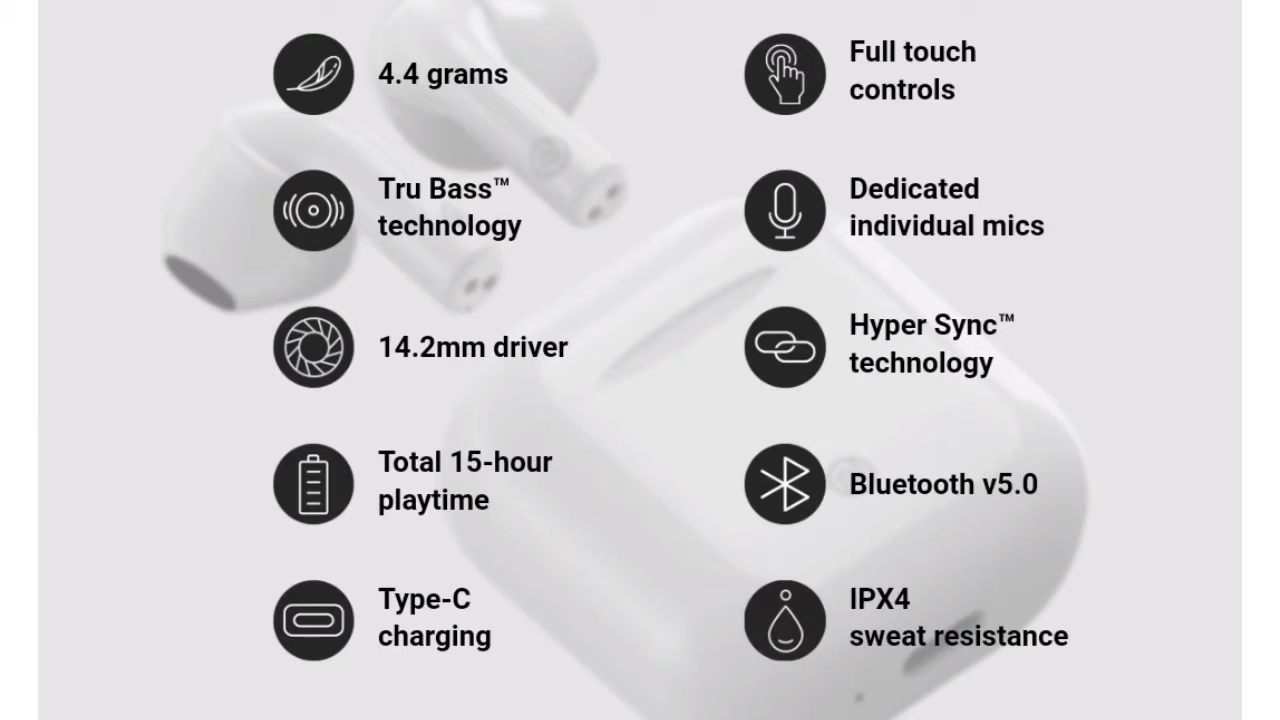 4.4 grams
Tru Bass™
technology
14.2mm driver
Total 15-hour
playtime
Type-C
charging
Full touch
controls
Dedicated
individual mics
Hyper Sync™
technology
Bluetooth v5.0
IPX4
sweat resistance